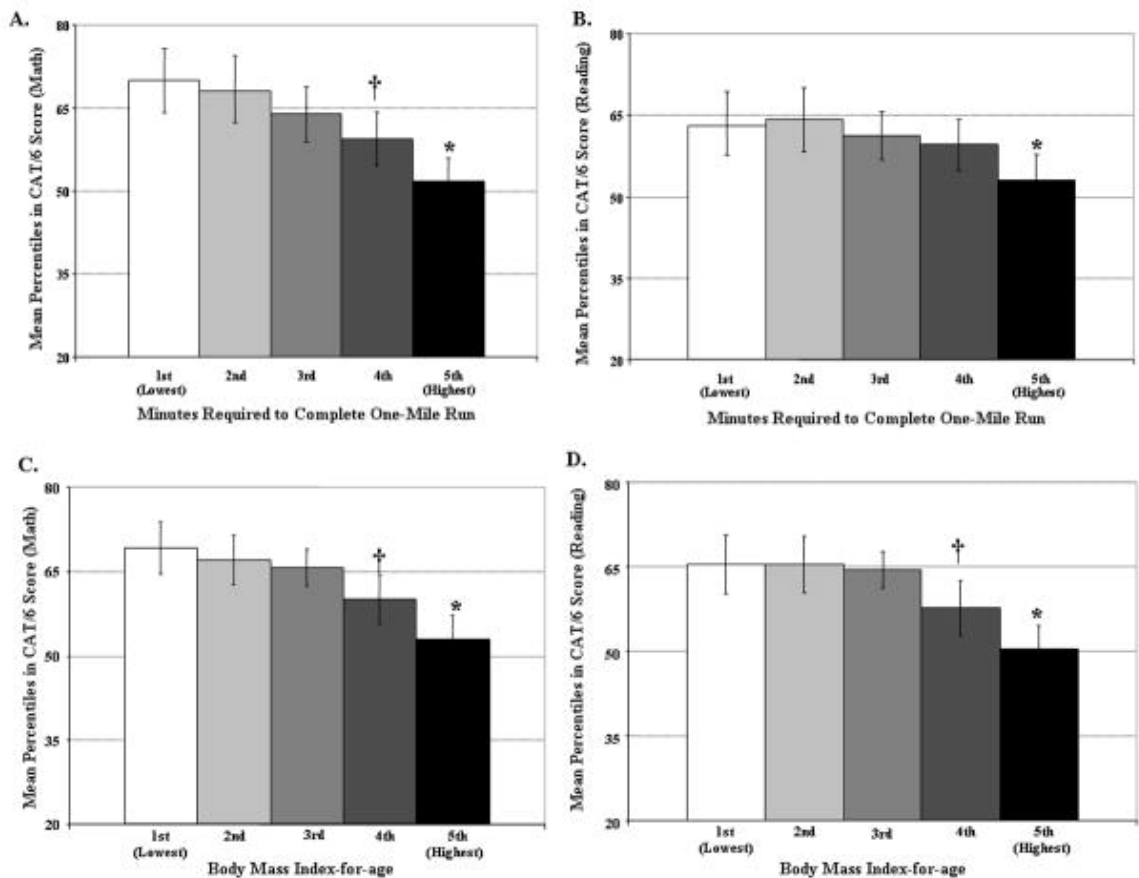 A.
Mean Percentiles in CAT/6 Score (Math)
80
65
50
35
20
†
*
1st
(Lowest)
2nd
3rd
4th
5th
(Highest)
Minutes Required to Complete One-Mile Run
B.
Mean Percentiles in CAT/6 Score (Reading)
80
65
50
35
20
*
1st
(Lowest)
2nd
3rd
4th
5th
(Highest)
Minutes Required to Complete One-Mile Run
C.
Mean Percentiles in CAT/6 Score (Math)
80
65
50
35
20
†
*
1st
(Lowest)
2nd
3rd
4th
5th
(Highest)
Body Mass Index-for-age
D.
Mean Percentiles in CAT/6 Score (Reading)
80
65
50
35
20
†
*
1st
(Lowest)
2nd
3rd
4th
5th
(Highest)
Body Mass Index-for-age